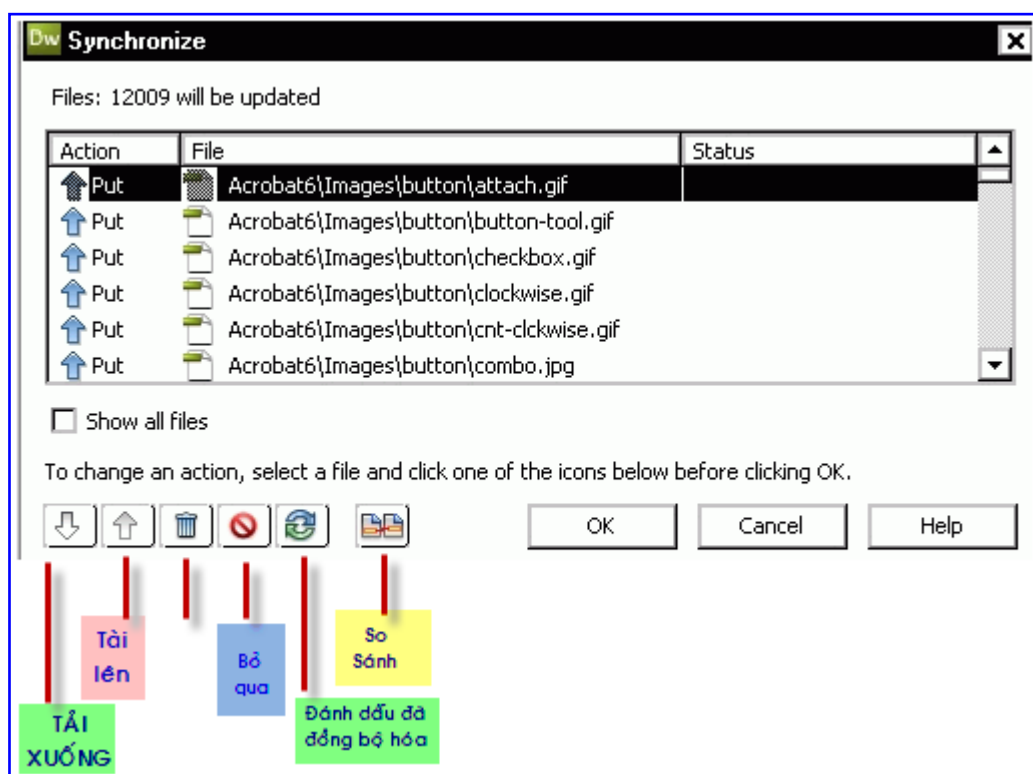 Dw Synchronize
Files: 12009 will be updated
Action File Status
Put Acrobat6\Images\button\attach.gif
Put Acrobat6\Images\button\button-tool.gif
Put Acrobat6\Images\button\checkbox.gif
Put Acrobat6\Images\button\clockwise.gif
Put Acrobat6\Images\button\cnt-clckwise.gif
Put Acrobat6\Images\button\combo.jpg
Show all files
To change an action, select a file and click one of the icons below before clicking OK.
OK Cancel Help
Tải
lên
Bỏ
qua
So
Sánh
TẢI
XUỐNG
Đánh dấu đã
đồng bộ hóa